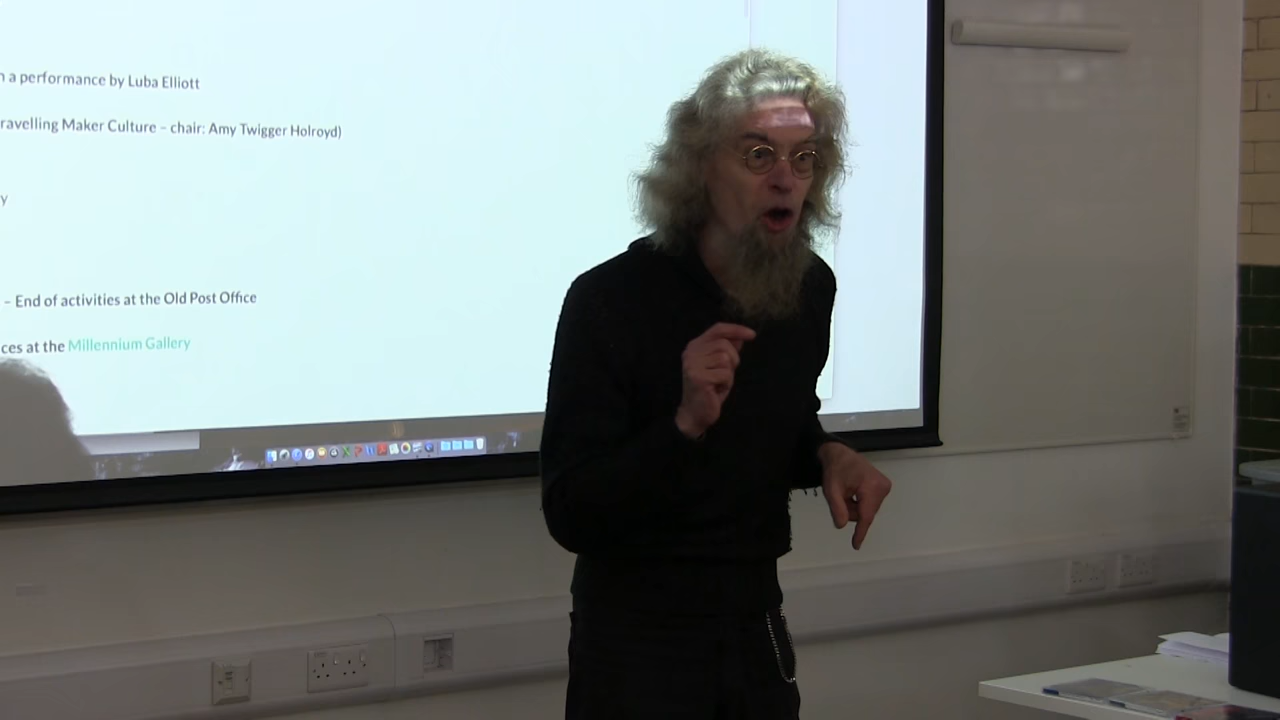 a performance by Luba Elliott
ravelling Maker Culture – chair: Amy Twigger Holroyd)
y
– End of activities at the Old Post Office
ces at the Millennium Gallery